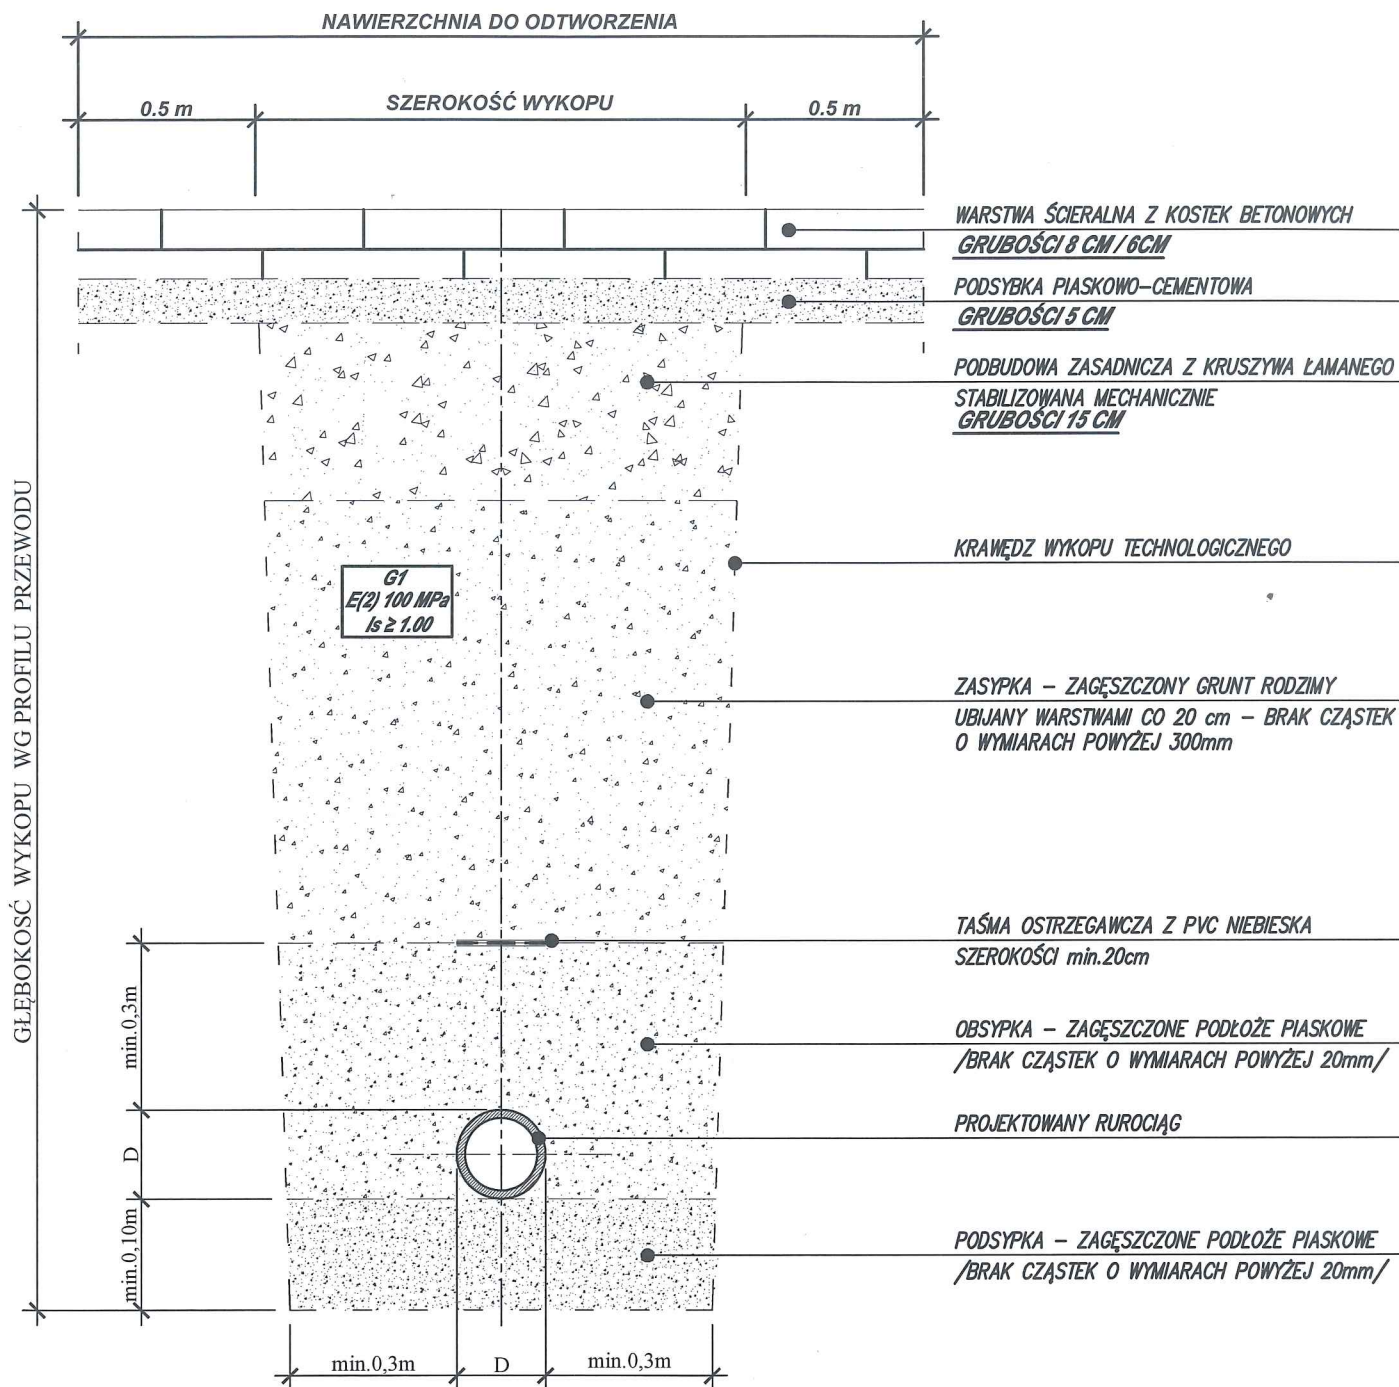 NAWIERZCHNIA DO ODTWORZENIA
0.5 m
SZEROKOŚĆ WYKOPU
0.5 m
WARSTWA ŚCIERALNA Z KOSTEK BETONOWYCH
GRUBOŚCI 8 CM / 6CM
PODSYBKA PIASKOWO-CEMENTOWA
GRUBOŚCI 5 CM
PODBUDOWA ZASADNICZA Z KRUSZYWA ŁAMANEGO
STABILIZOWANA MECHANICZNIE
GRUBOŚCI 15 CM
KRAWĘDZ WYKOPU TECHNOLOGICZNEGO
G1
E(2) 100 MPa
Is ≥ 1.00
ZASYPKA - ZAGĘSZCZONY GRUNT RODZIMY
UBIJANY WARSTWAMI CO 20 cm - BRAK CZĄSTEK
O WYMIARACH POWYŻEJ 300mm
GŁĘBOKOŚĆ WYKOPU WG PROFILU PRZEWODU
TAŚMA OSTRZEGAWCZA Z PVC NIEBIESKA
SZEROKOŚCI min.20cm
min.0,3m
OBSYPKA - ZAGĘSZCZONE PODŁOŻE PIASKOWE
/BRAK CZĄSTEK O WYMIARACH POWYŻEJ 20mm/
PROJEKTOWANY RUROCIĄG
D
min.0,10m
PODSYPKA - ZAGĘSZCZONE PODŁOŻE PIASKOWE
/BRAK CZĄSTEK O WYMIARACH POWYŻEJ 20mm/
min.0,3m
D
min.0,3m